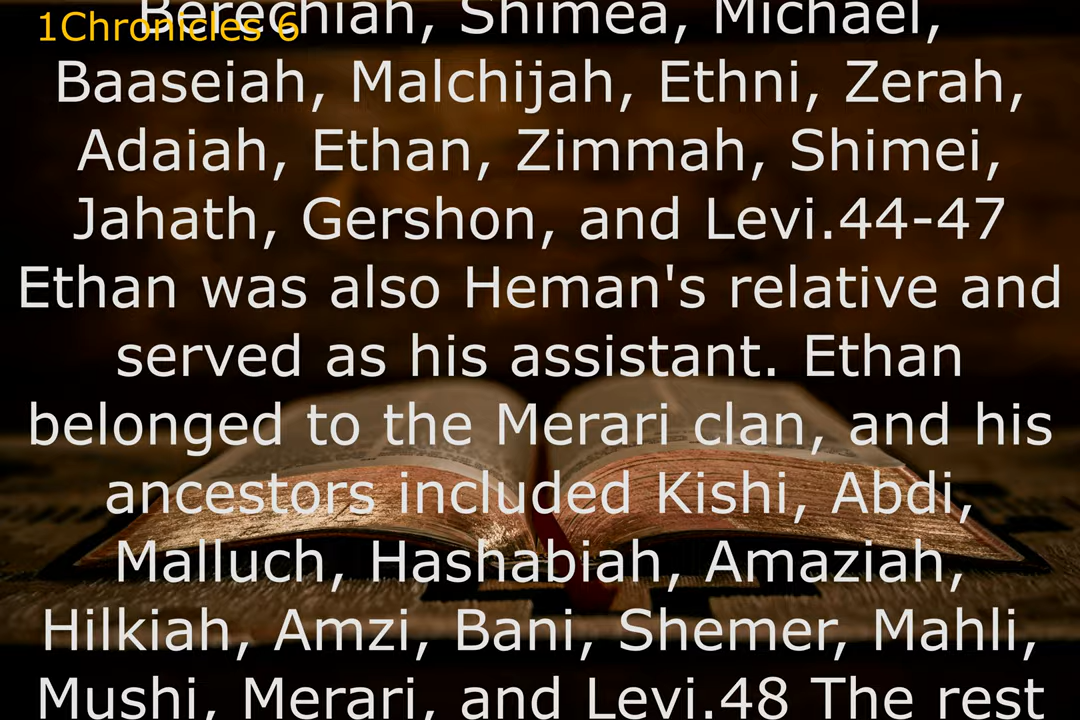 1Chronicles 6
Berechiah, Shimea, Michael,
Baaseiah, Malchijah, Ethni, Zerah,
Adaiah, Ethan, Zimmah, Shimei,
Jahath, Gershon, and Levi.44-47
Ethan was also Heman's relative and
served as his assistant. Ethan
belonged to the Merari clan, and his
ancestors included Kishi, Abdi,
Malluch, Hashabiah, Amaziah,
Hilkiah, Amzi, Bani, Shemer, Mahli,
Mushi, Merari, and Levi.48 The rest